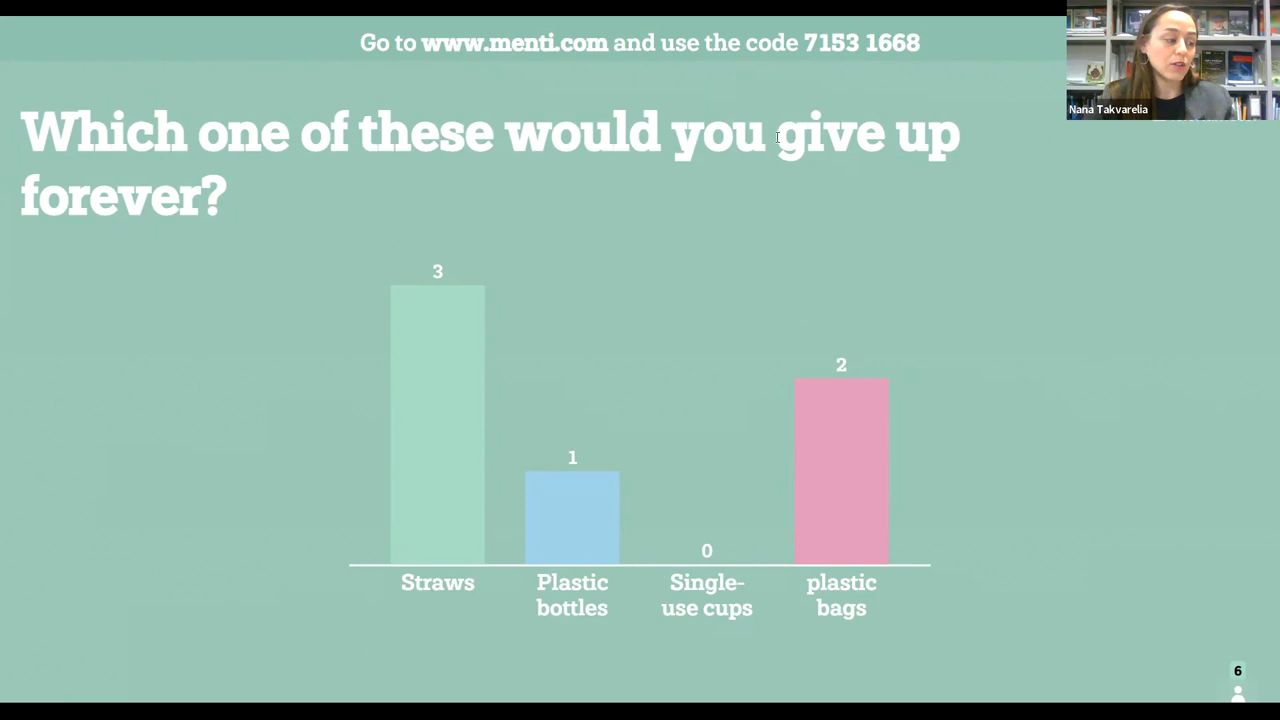 Go to www.menti.com and use the code 7153 1668
Nana Takvarelia
Which one of these would you give up
forever?
3
1
0
2
Straws
Plastic
bottles
Single-
use cups
plastic
bags
6